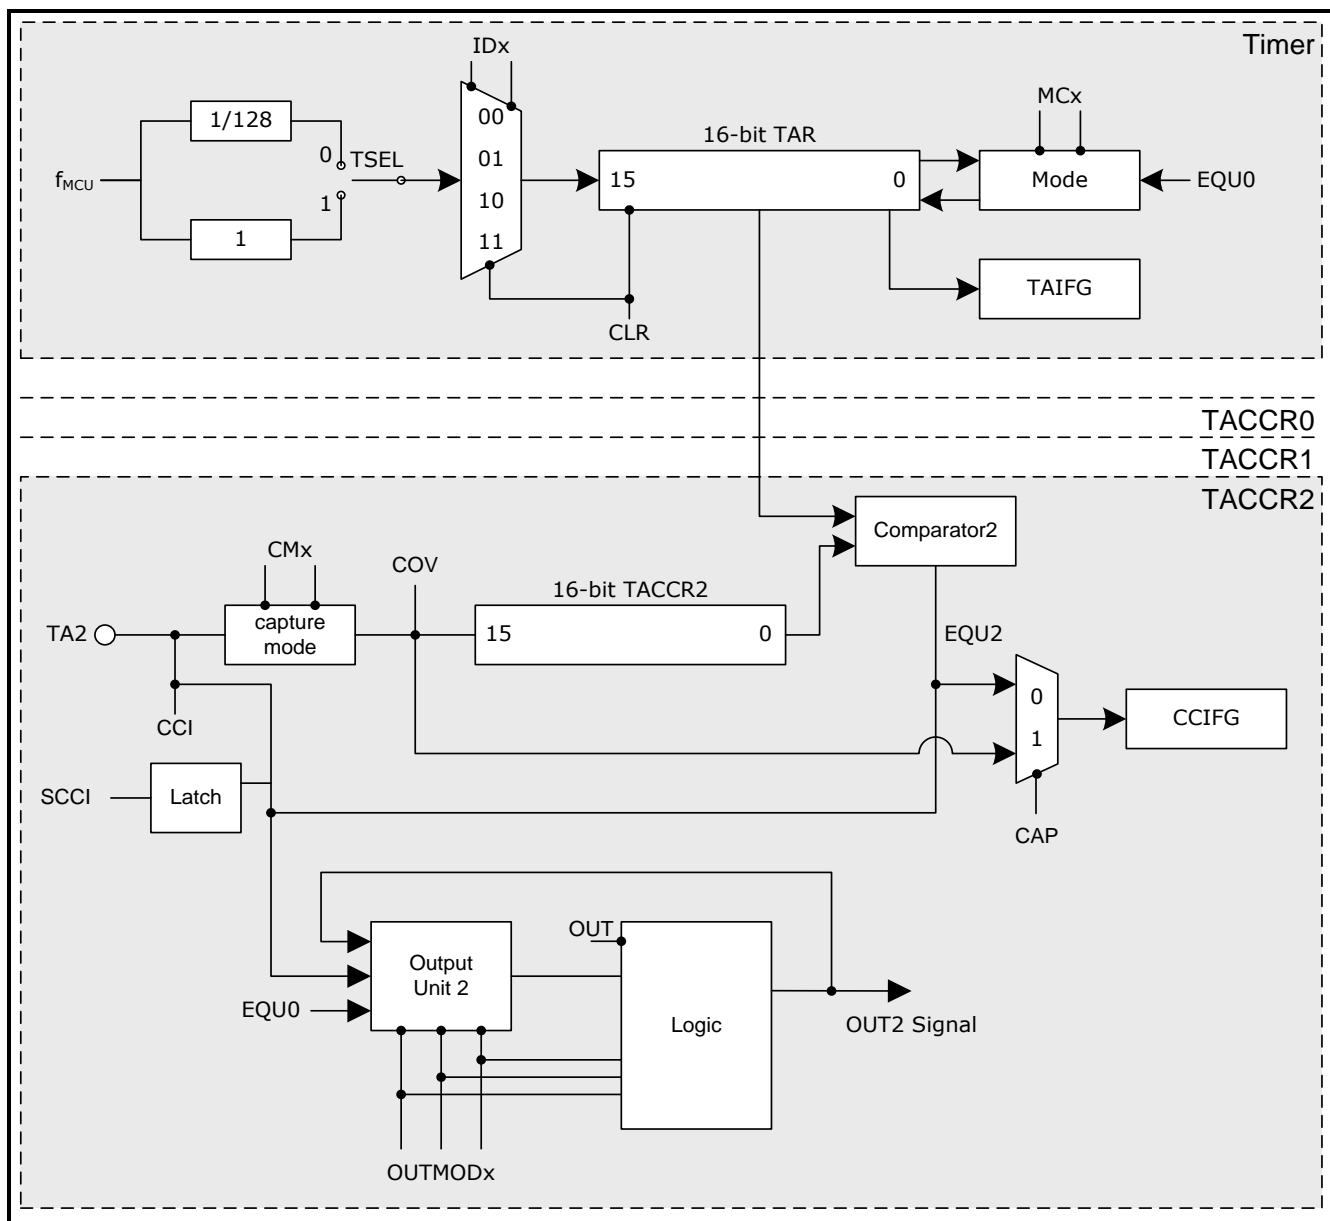 Timer
IDx
MCx
1/128
00
16-bit TAR
0
TSEL
01
15
0
Mode
EQU0
fMCU
10
1
1
11
TAIFG
CLR
TACCR0
TACCR1
TACCR2
Comparator2
CMx
COV
16-bit TACCR2
TA2
capture
mode
15
0
EQU2
0
CCIFG
CCI
1
SCCI
Latch
CAP
OUT
Output
Unit 2
EQU0
Logic
OUT2 Signal
OUTMODx